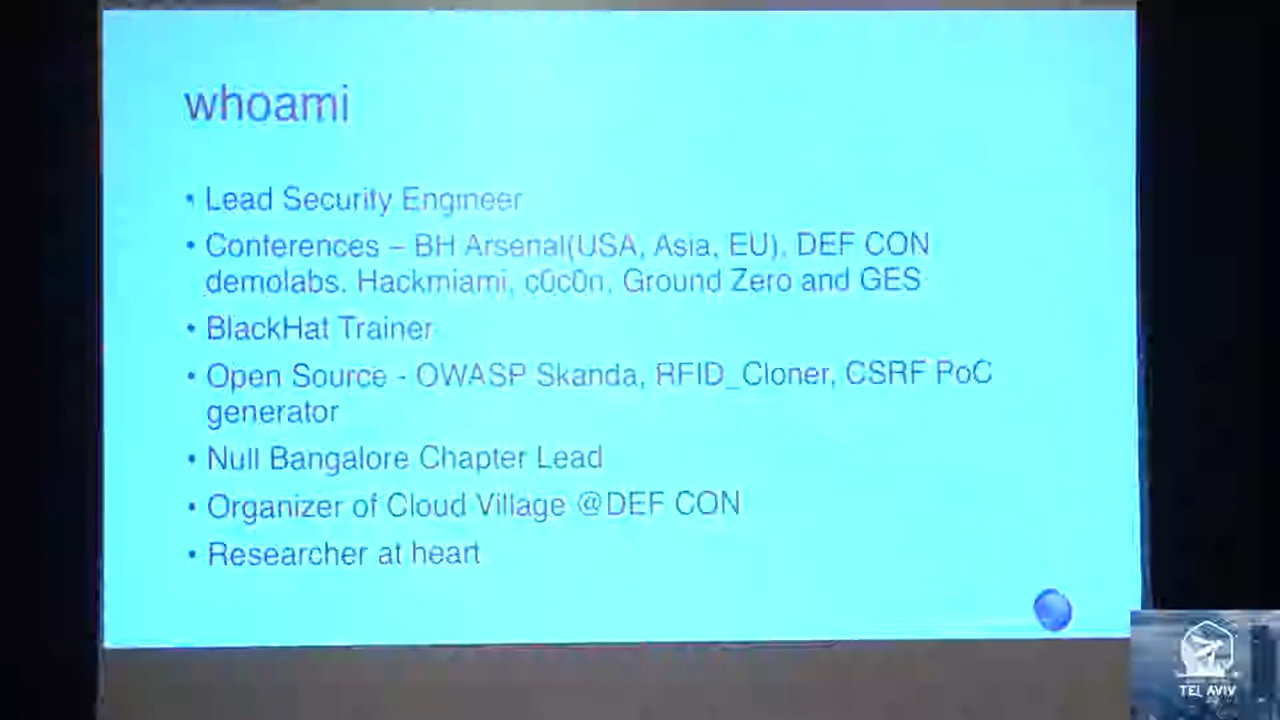 whoami
• Lead Security Engineer
• Conferences – BH Arsenal(USA, Asia, EU), DEF CON
demolabs. Hackmiami, c0c0n, Ground Zero and GES
• BlackHat Trainer
• Open Source - OWASP Skanda, RFID_Cloner, CSRF PoC
generator
• Null Bangalore Chapter Lead
• Organizer of Cloud Village @DEF CON
• Researcher at heart
TEL AVIV